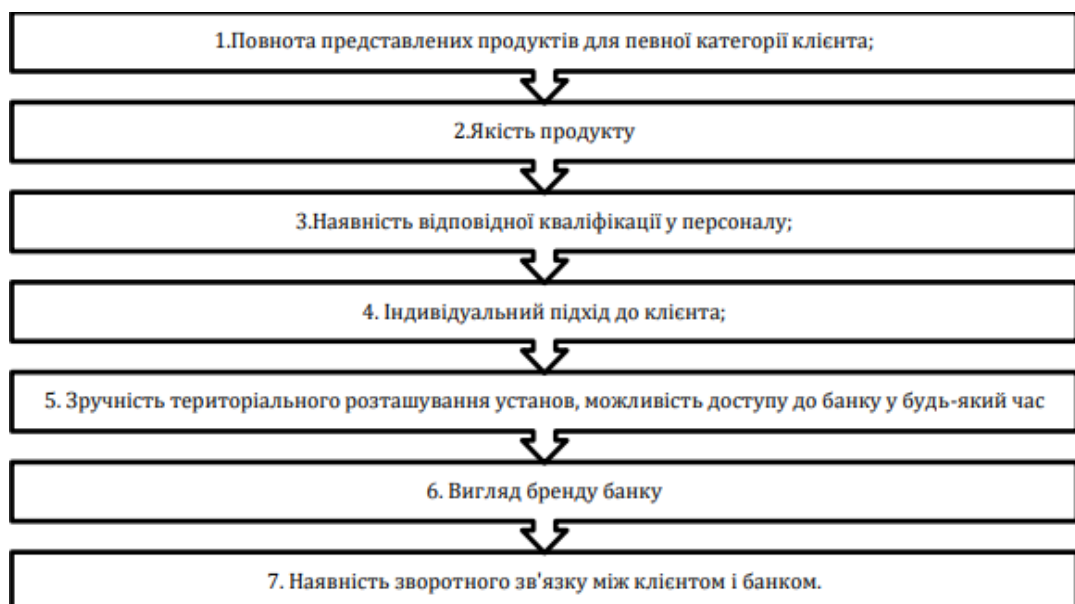 1.Повнота представлених продуктів для певної категорії клієнта;
2.Якість продукту
3.Наявність відповідної кваліфікації у персоналу;
4. Індивідуальний підхід до клієнта;
5. Зручність територіального розташування установ, можливість доступу до банку у будь-який час
6. Вигляд бренду банку
7. Наявність зворотного зв'язку між клієнтом і банком.